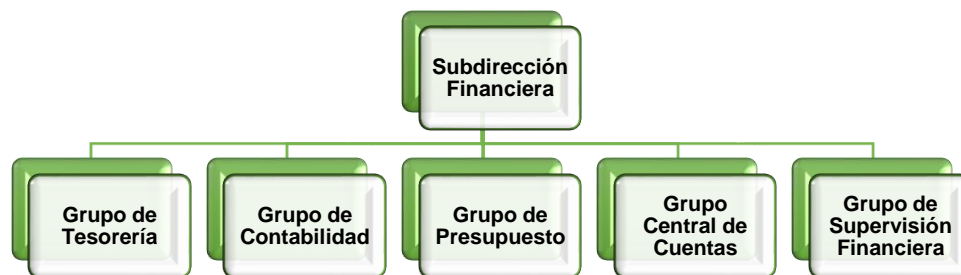 Subdirección
Financiera
Grupo de
Tesorería
Grupo de
Contabilidad
Grupo de
Presupuesto
Grupo
Central de
Cuentas
Grupo de
Supervisión
Financiera